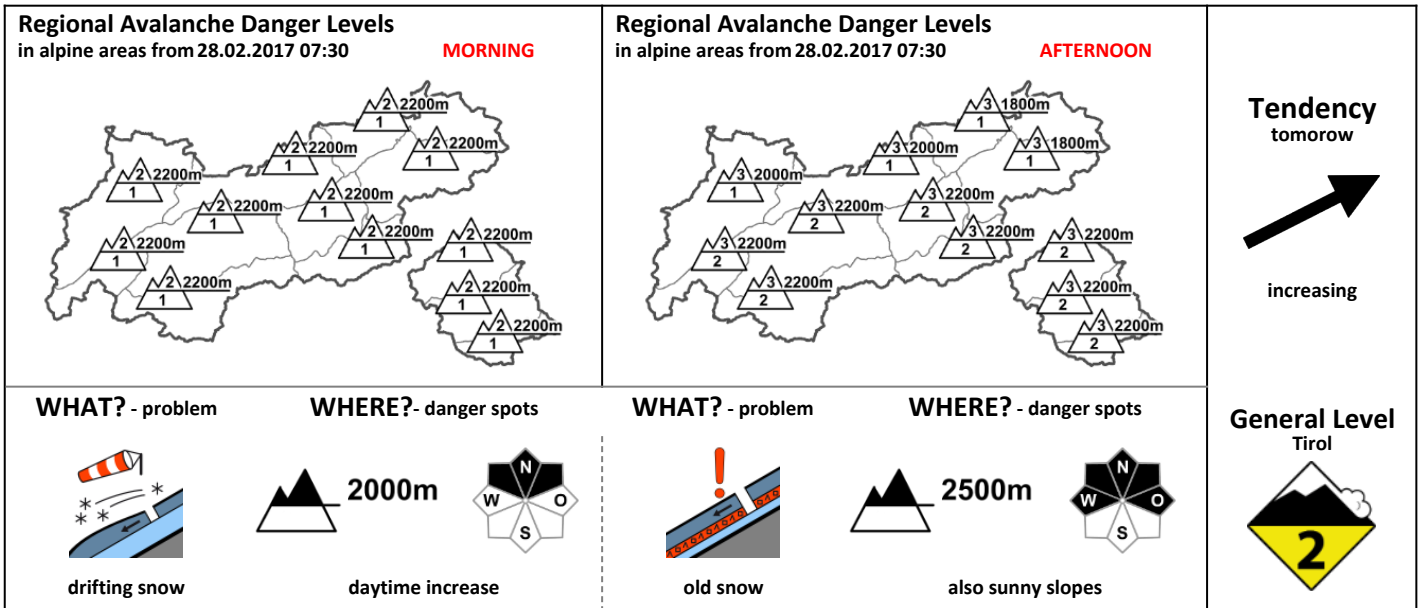 Regional Avalanche Danger Levels
in alpine areas from 28.02.2017 07:30 MORNING
2 2200m
1
2 2200m
1
2 2200m
1
2 2200m
1
2 2200m
1
2 2200m
1
2 2200m
1
2 2200m
1
2 2200m
1
2 2200m
1
2 2200m
1
2 2200m
1
Regional Avalanche Danger Levels
in alpine areas from 28.02.2017 07:30 AFTERNOON
3 1800m
1
3 1800m
1
3 2000m
1
3 2000m
1
3 2200m
2
3 2200m
2
3 2200m
2
3 2200m
2
3 2200m
2
3 2200m
2
3 2200m
2
3 2200m
2
Tendency
tomorow
increasing
WHAT? - problem
drifting snow
WHERE? - danger spots
2000m
N
W O
S
daytime increase
WHAT? - problem
old snow
WHERE? - danger spots
2500m
N
W O
S
also sunny slopes
General Level
Tirol
2